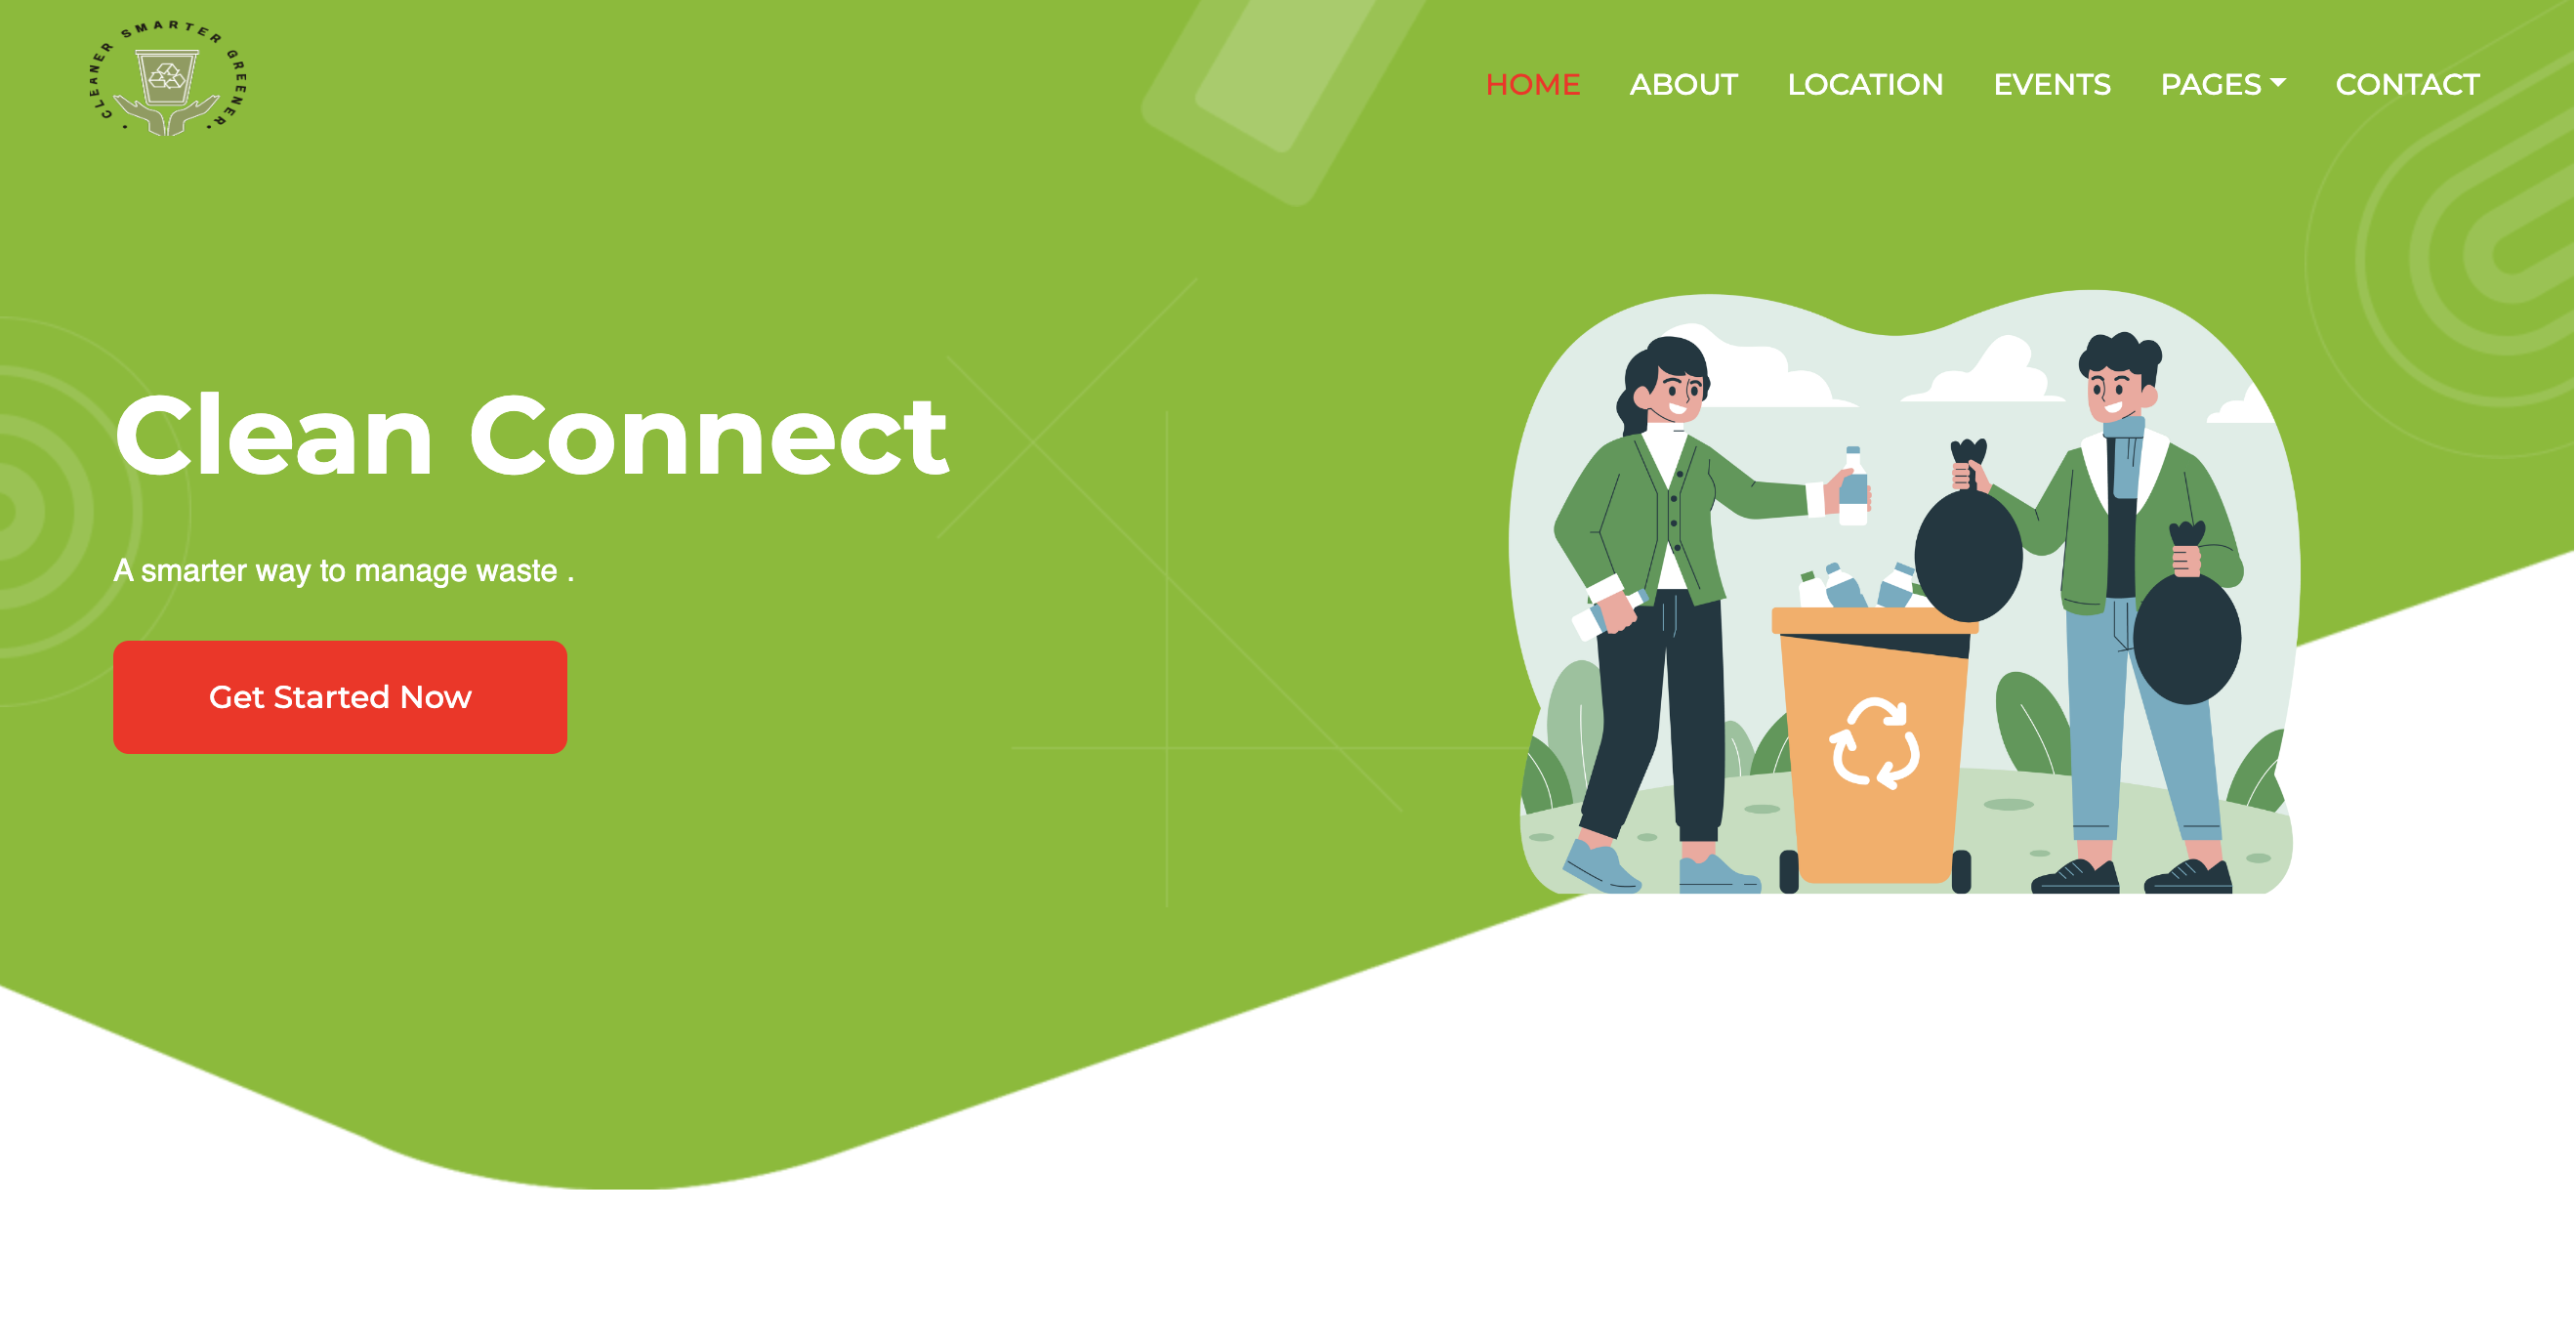 • CLEANER SMARTER GREENER •
HOME ABOUT LOCATION EVENTS PAGES CONTACT
Clean Connect
A smarter way to manage waste .
Get Started Now